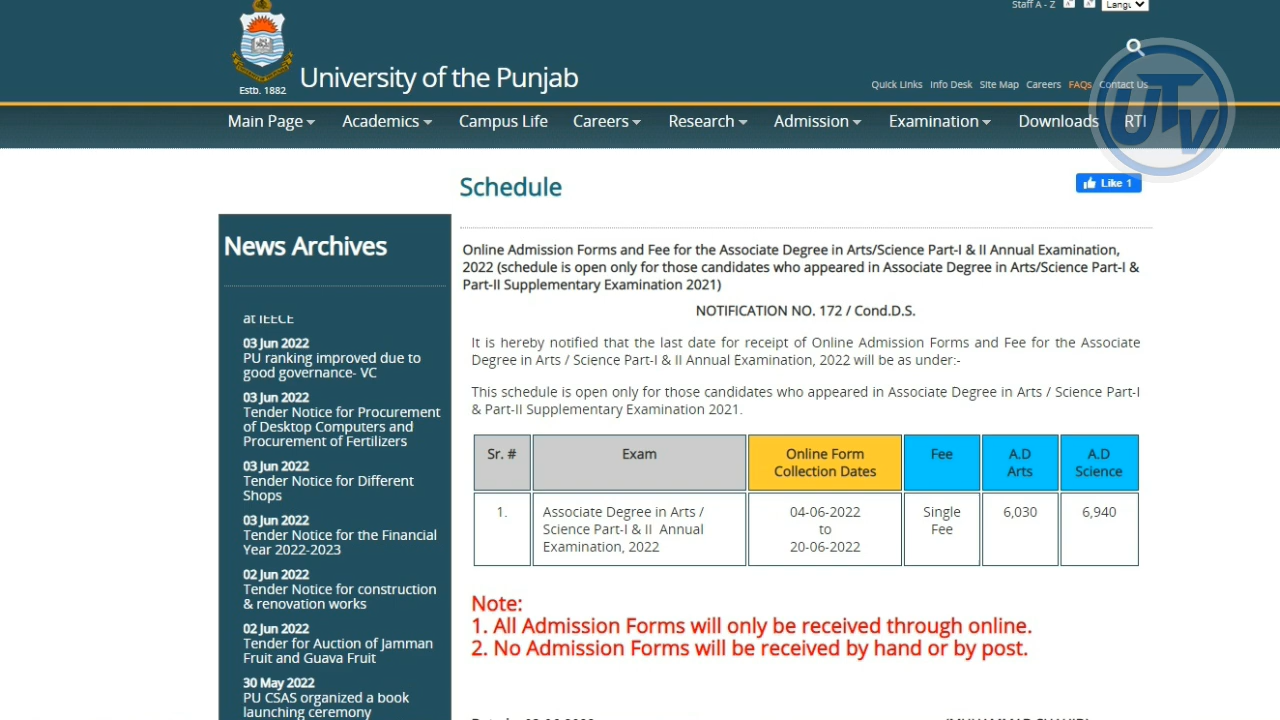 Staff A - Z
Estb. 1882
University of the Punjab
Quick Links Info Desk Site Map Careers FAQs Contact Us
UTV
Main Page Academics Campus Life Careers Research Admission Examination Downloads RTI
Schedule
Like 1
News Archives
at IEECE
03 Jun 2022
PU ranking improved due to
good governance- VC
03 Jun 2022
Tender Notice for Procurement
of Desktop Computers and
Procurement of Fertilizers
03 Jun 2022
Tender Notice for Different
Shops
03 Jun 2022
Tender Notice for the Financial
Year 2022-2023
02 Jun 2022
Tender Notice for construction
& renovation works
02 Jun 2022
Tender for Auction of Jamman
Fruit and Guava Fruit
30 May 2022
PU CSAS organized a book
launching ceremony
Online Admission Forms and Fee for the Associate Degree in Arts/Science Part-I & II Annual Examination,
2022 (schedule is open only for those candidates who appeared in Associate Degree in Arts/Science Part-I &
Part-II Supplementary Examination 2021)
NOTIFICATION NO. 172 / Cond.D.S.
It is hereby notified that the last date for receipt of Online Admission Forms and Fee for the Associate
Degree in Arts / Science Part-I & II Annual Examination, 2022 will be as under:-
This schedule is open only for those candidates who appeared in Associate Degree in Arts / Science Part-I
& Part-II Supplementary Examination 2021.
Sr. # Exam Online Form Fee A.D A.D
Collection Dates Arts Science
1. Associate Degree in Arts / 04-06-2022 Single 6,030 6,940
Science Part-I & II Annual to Fee
Examination, 2022 20-06-2022
Note:
1. All Admission Forms will only be received through online.
2. No Admission Forms will be received by hand or by post.